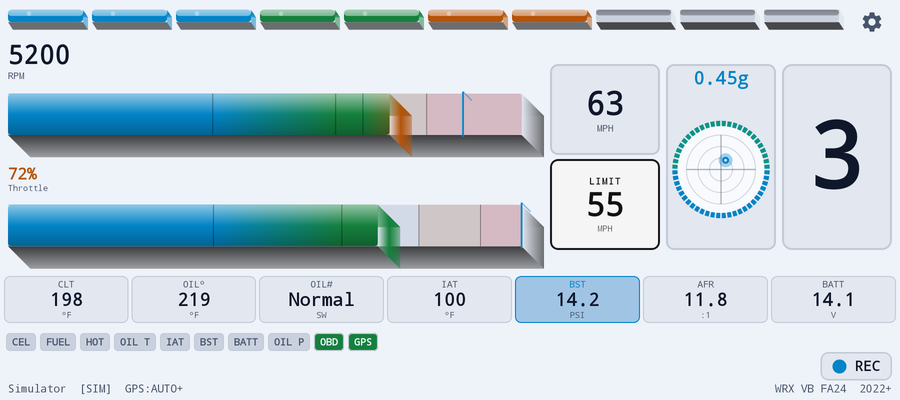 5200
RPM
72%
Throttle
63
MPH
LIMIT
55
MPH
0.45g
3
CLT
198
°F
OILº
219
°F
OIL#
Normal
SW
IAT
100
°F
BST
14.2
PSI
AFR
11.8
:1
BATT
14.1
V
CEL FUEL HOT OIL T IAT BST BATT OIL P OBD GPS
REC
Simulator [SIM] GPS:AUTO+
WRX VB FA24 2022+